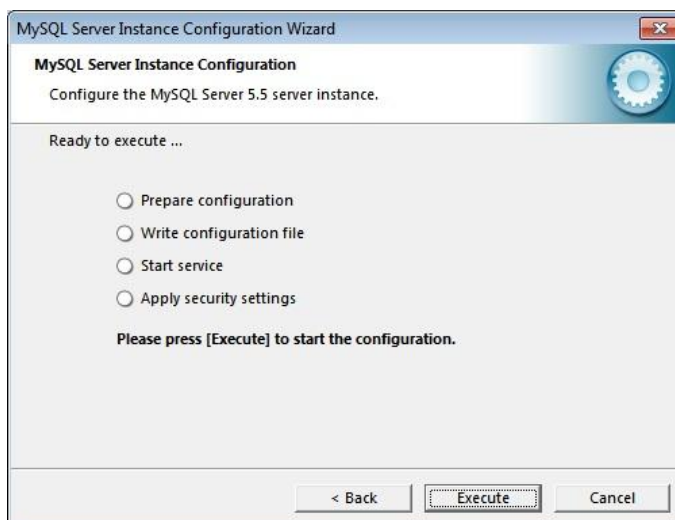 MySQL Server Instance Configuration Wizard
MySQL Server Instance Configuration
Configure the MySQL Server 5.5 server instance.
Ready to execute ...
Prepare configuration
Write configuration file
Start service
Apply security settings
Please press [Execute] to start the configuration.
< Back Execute Cancel